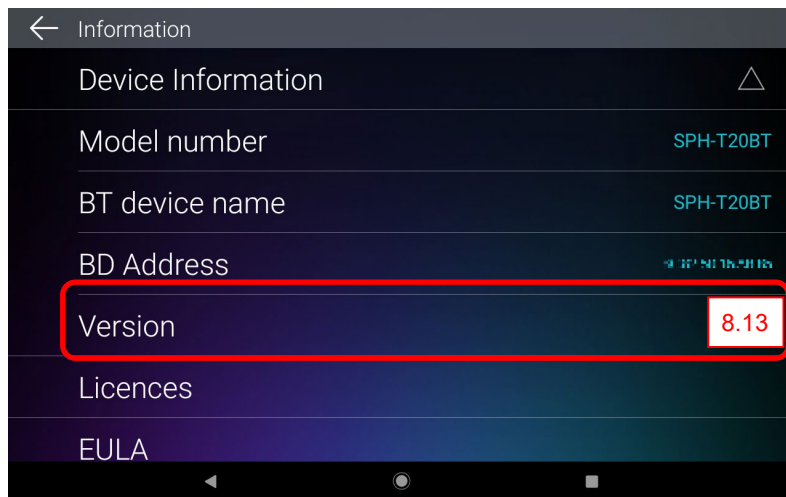 Information
Device Information
Model number SPH-T20BT
BT device name SPH-T20BT
BD Address
Version 8.13
Licences
EULA